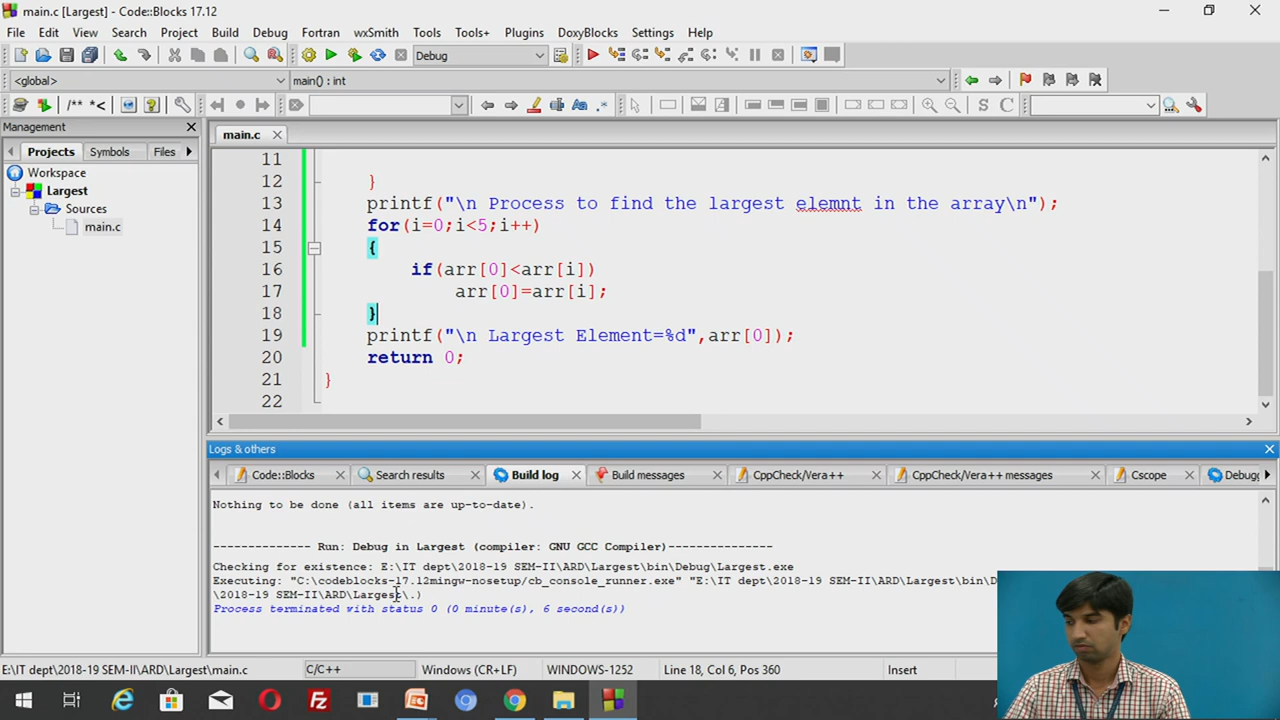 main.c [Largest] - Code::Blocks 17.12
File Edit View Search Project Build Debug Fortran wxSmith Tools Tools+ Plugins DoxyBlocks Settings Help
Debug
<global> main() : int
/** *<
Aa .* S C
Management
Projects Symbols Files
main.c
Workspace
Largest
Sources
main.c
11
12 }
13 printf("\n Process to find the largest elemnt in the array\n");
14 for(i=0;i<5;i++)
15 {
16 if(arr[0]<arr[i])
17 arr[0]=arr[i];
18 }
19 printf("\n Largest Element=%d",arr[0]);
20 return 0;
21 }
22
Logs & others
Code::Blocks Search results Build log Build messages CppCheck/Vera++ CppCheck/Vera++ messages Cscope Debugg
Nothing to be done (all items are up-to-date).
-------------- Run: Debug in Largest (compiler: GNU GCC Compiler)---------------
Checking for existence: E:\IT dept\2018-19 SEM-II\ARD\Largest\bin\Debug\Largest.exe
Executing: "C:\codeblocks-17.12mingw-nosetup/cb_console_runner.exe" "E:\IT dept\2018-19 SEM-II\ARD\Largest\bin\D
\2018-19 SEM-II\ARD\Largest\.)
Process terminated with status 0 (0 minute(s), 6 second(s))
E:\IT dept\2018-19 SEM-II\ARD\Largest\main.c C/C++ Windows (CR+LF) WINDOWS-1252 Line 18, Col 6, Pos 360 Insert